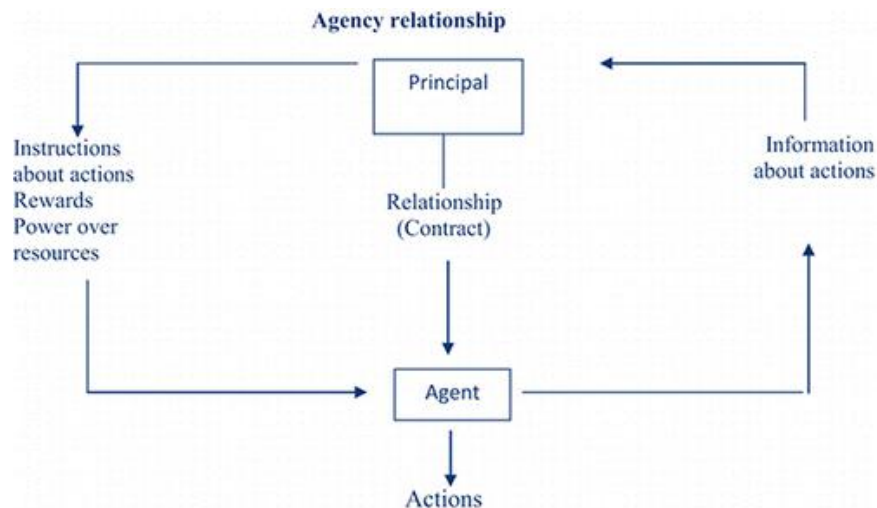 Agency relationship
Principal
Instructions
about actions
Rewards
Power over
resources
Relationship
(Contract)
Information
about actions
Agent
Actions